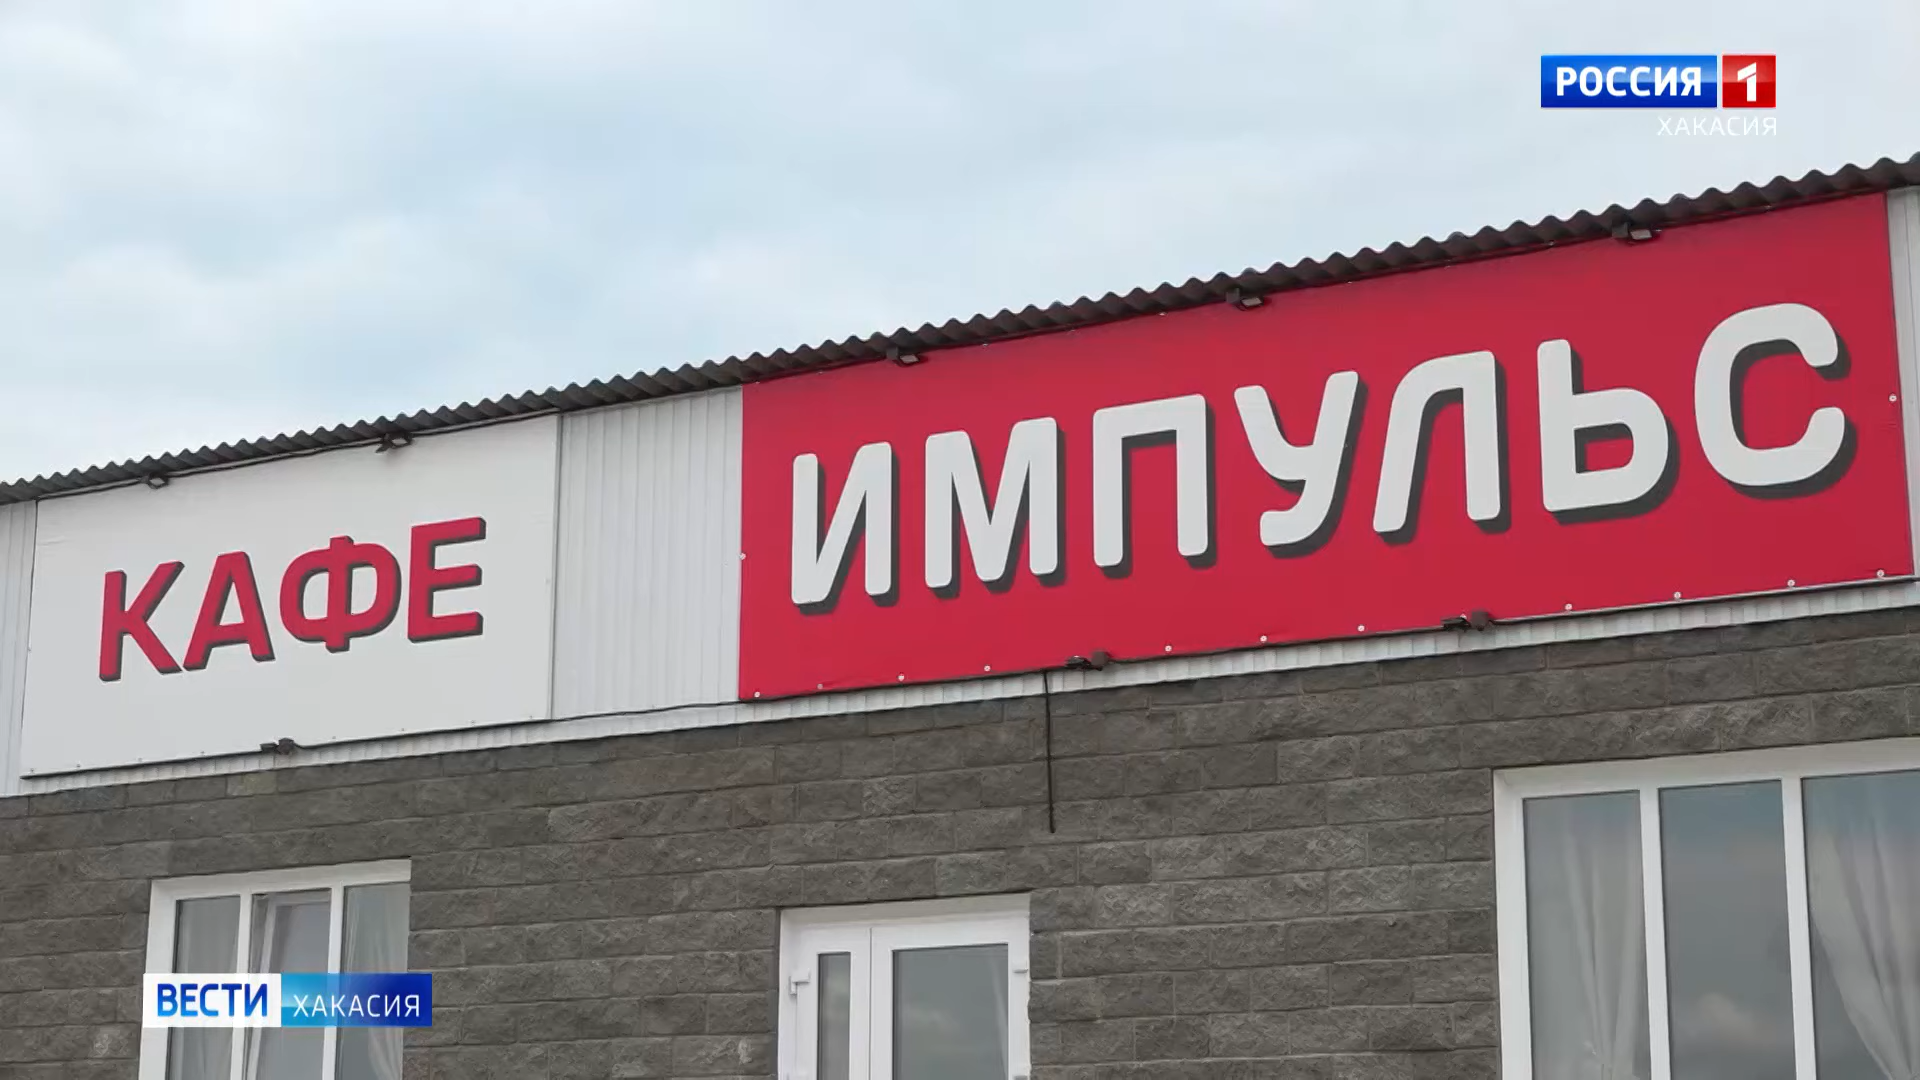 РОССИЯ 1
ХАКАСИЯ
КАФЕ
ИМПУЛЬС
ВЕСТИ ХАКАСИЯ